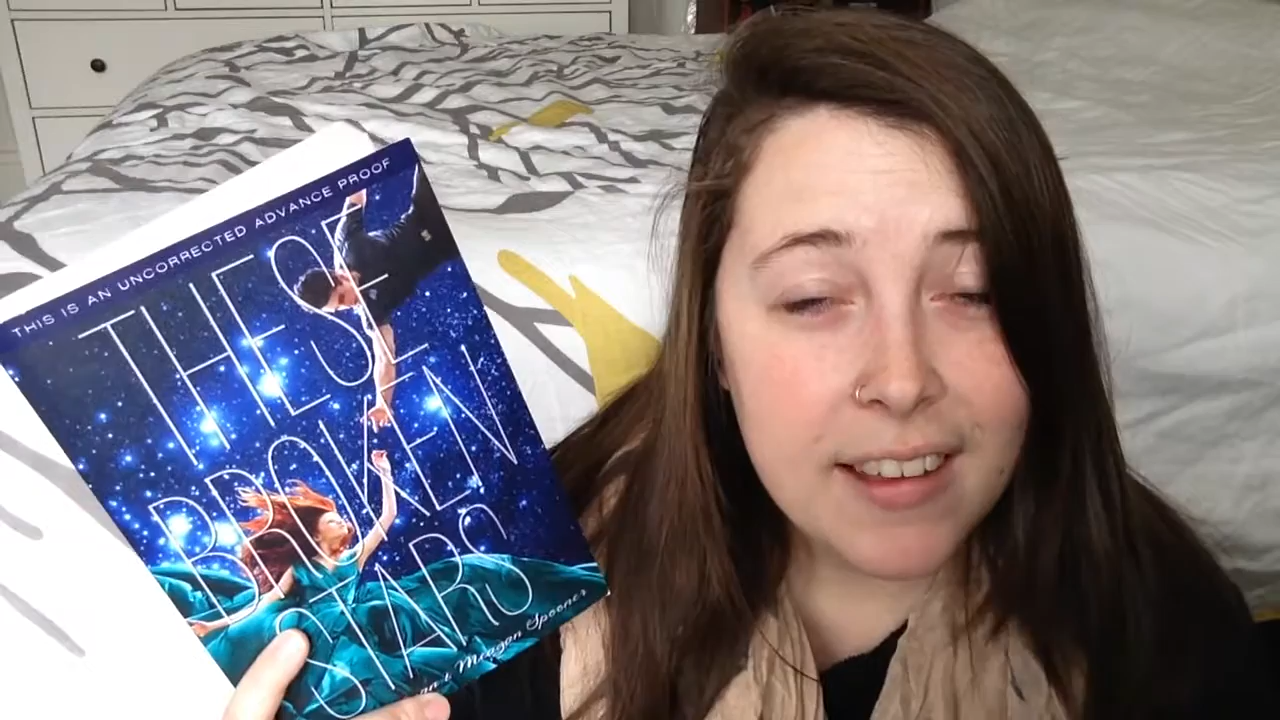 THIS IS AN UNCORRECTED ADVANCE PROOF
THESE
BROKEN
STARS
Meagan Spooner